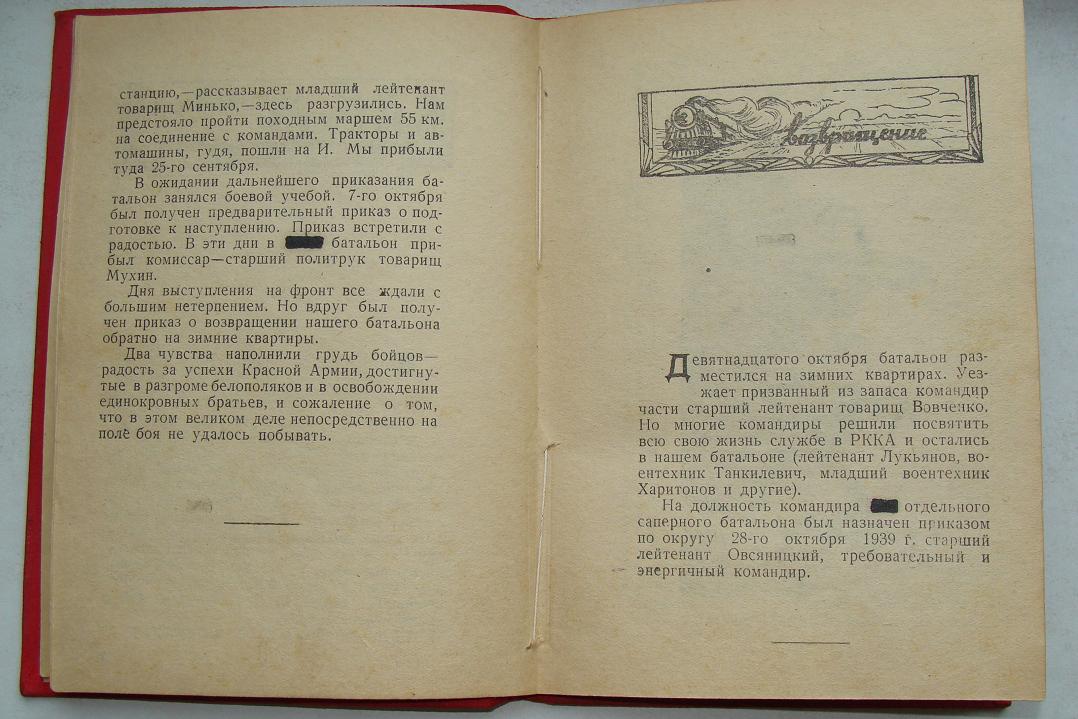 станцию,—рассказывает младший лейтенант
товарищ Минько,—здесь разгрузились. Нам
предстояло пройти походным маршем 55 км.
на соединение с командами. Тракторы и ав-
томашины, гудя, пошли на И. Мы прибыли
туда 25-го сентября.
В ожидании дальнейшего приказания ба-
тальон занялся боевой учебой. 7-го октября
был получен предварительный приказ о под-
готовке к наступлению. Приказ встретили с
радостью. В эти дни в батальон при-
был комиссар—старший политрук товарищ
Мухин.
Дня выступления на фронт все ждали с
большим нетерпением. Но вдруг был полу-
чен приказ о возвращении нашего батальона
обратно на зимние квартиры.
Два чувства наполнили грудь бойцов—
радость за успехи Красной Армии, достигну-
тые в разгроме белополяков и в освобождении
единокровных братьев, и сожаление о том,
что в этом великом деле непосредственно на
поле боя не удалось побывать.
Возвращение
Девятнадцатого октября батальон раз-
местился на зимних квартирах. Уез-
жает призванный из запаса командир
части старший лейтенант товарищ Вовченко.
Но многие командиры решили посвятить
всю свою жизнь службе в РККА и остались
в нашем батальоне (лейтенант Лукьянов, во-
ентехник Танкилевич, младший воентехник
Харитонов и другие).
На должность командира отдельного
саперного батальона был назначен приказом
по округу 28-го октября 1939 г. старший
лейтенант Овсяницкий, требовательный и
энергичный командир.